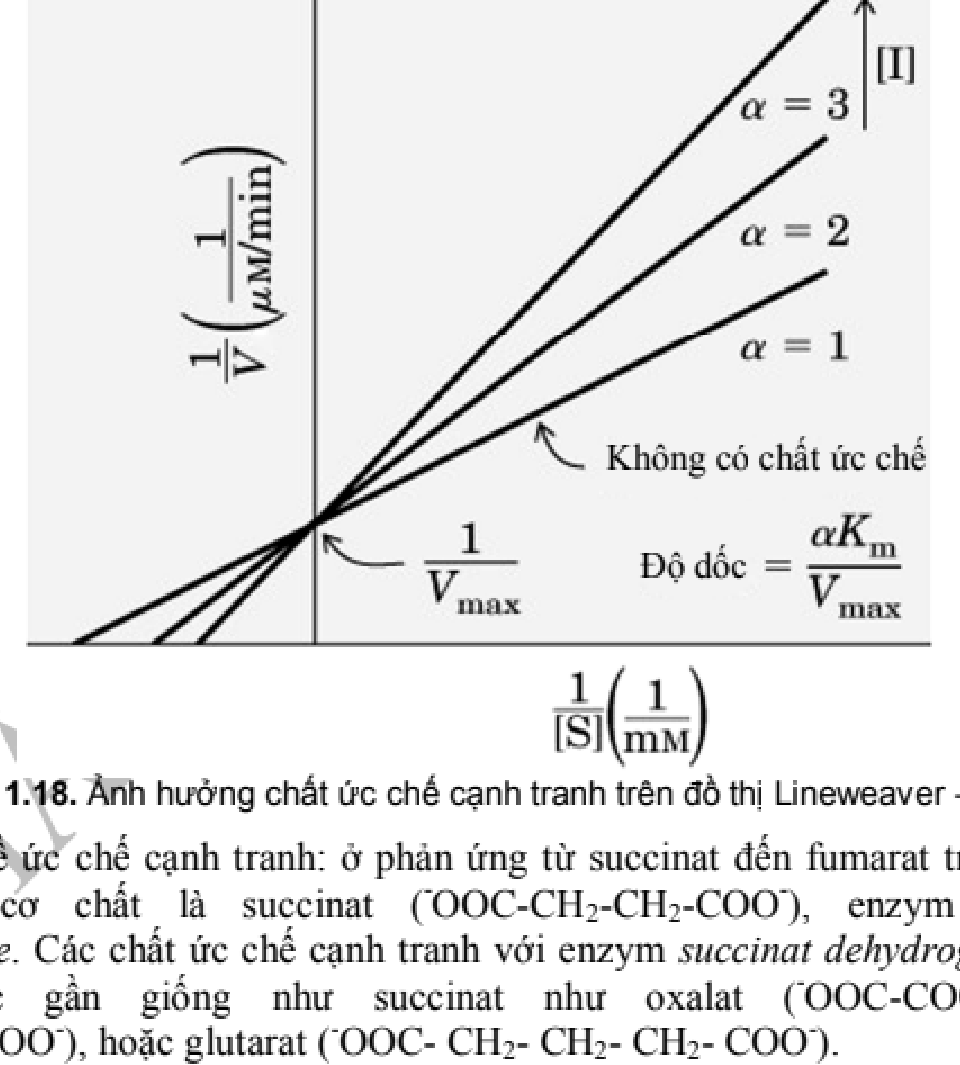 [I]
α = 3
1/V (1/μM/min)
α = 2
α = 1
Không có chất ức chế
1/Vmax
Độ dốc = αKm/Vmax
1/[S] (1/mM)
1.18. Ảnh hưởng chất ức chế cạnh tranh trên đồ thị Lineweaver -
ức chế cạnh tranh: ở phản ứng từ succinat đến fumarat
cơ chất là succinat (⁻OOC-CH₂-CH₂-COO⁻), enzym
e. Các chất ức chế cạnh tranh với enzym succinat dehydrog
gần giống như succinat như oxalat (⁻OOC-CO
OO⁻), hoặc glutarat (⁻OOC- CH₂- CH₂- CH₂- COO⁻).